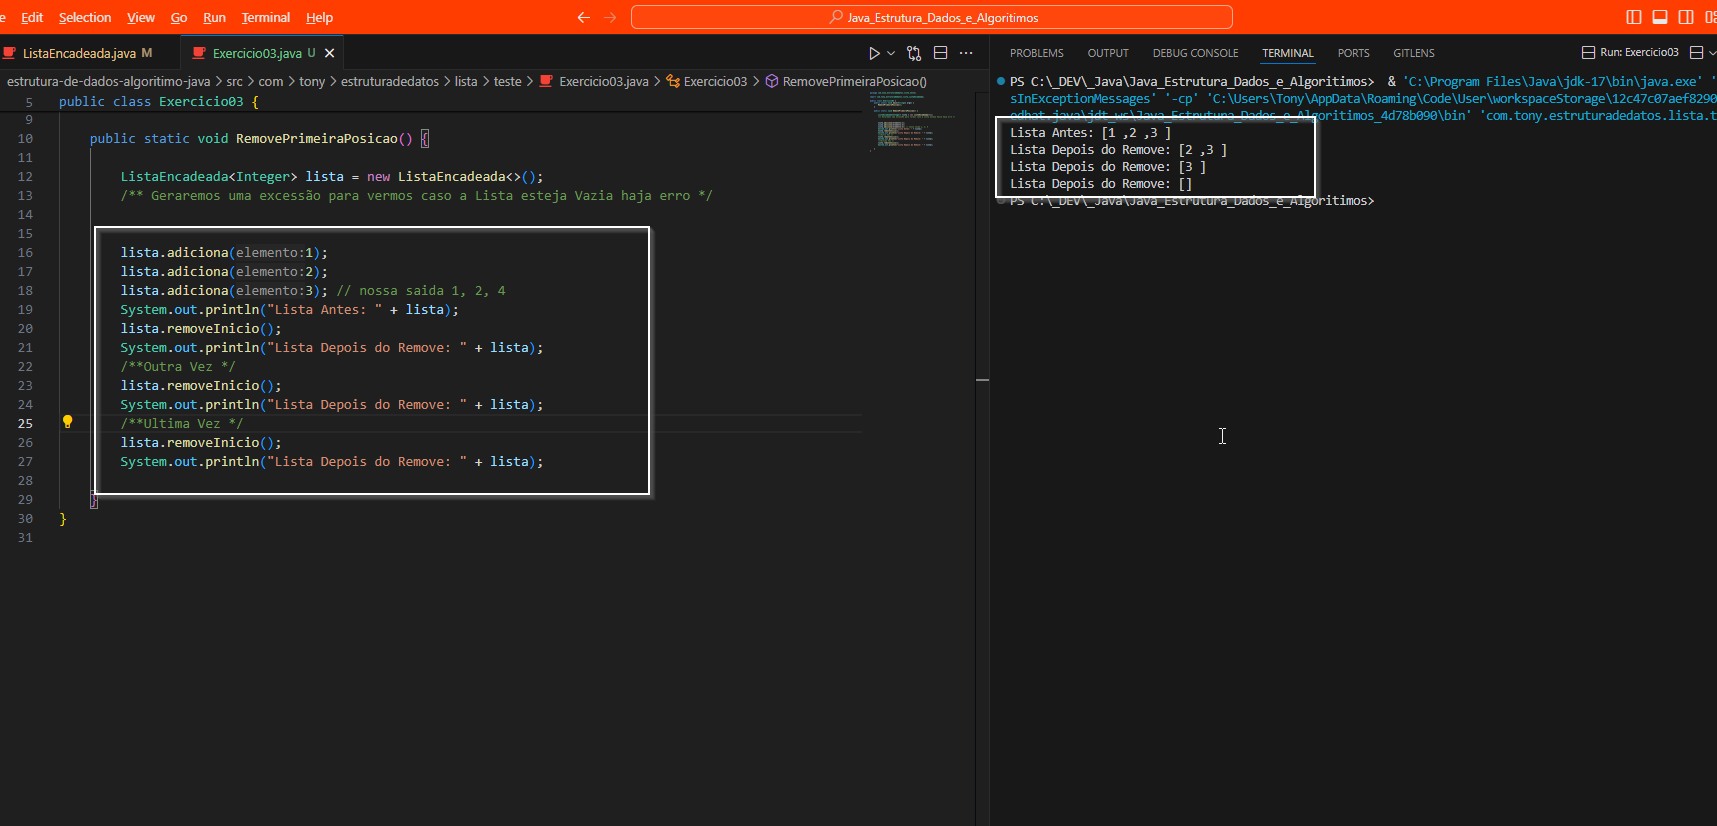 e Edit Selection View Go Run Terminal Help
Java_Estrutura_Dados_e_Algoritimos
ListaEncadeada.java M
Exercicio03.java U
estrutura-de-dados-algoritimo-java > src > com > tony > estruturadedatos > lista > teste > Exercicio03.java > Exercicio03 > RemovePrimeiraPosicao()
5 public class Exercicio03 {
9
10 public static void RemovePrimeiraPosicao() {
11
12 ListaEncadeada<Integer> lista = new ListaEncadeada<>();
13 /** Geraremos uma excessão para vermos caso a Lista esteja Vazia haja erro */
14
15
16 lista.adiciona(elemento:1);
17 lista.adiciona(elemento:2);
18 lista.adiciona(elemento:3); // nossa saida 1, 2, 4
19 System.out.println("Lista Antes: " + lista);
20 lista.removeInicio();
21 System.out.println("Lista Depois do Remove: " + lista);
22 /**Outra Vez */
23 lista.removeInicio();
24 System.out.println("Lista Depois do Remove: " + lista);
25 /**Ultima Vez */
26 lista.removeInicio();
27 System.out.println("Lista Depois do Remove: " + lista);
28
29 }
30 }
31
PROBLEMS OUTPUT DEBUG CONSOLE TERMINAL PORTS GITLENS
Run: Exercicio03
PS C:\_DEV\_Java\Java_Estrutura_Dados_e_Algoritimos> & 'C:\Program Files\Java\jdk-17\bin\java.exe' '
sInExceptionMessages' '-cp' 'C:\Users\Tony\AppData\Roaming\Code\User\workspaceStorage\12c47c07aef8290
edhat.java\jdt_ws\Java_Estrutura_Dados_e_Algoritimos_4d78b090\bin' 'com.tony.estruturadedatos.lista.t
Lista Antes: [1 ,2 ,3 ]
Lista Depois do Remove: [2 ,3 ]
Lista Depois do Remove: [3 ]
Lista Depois do Remove: []
PS C:\_DEV\_Java\Java_Estrutura_Dados_e_Algoritimos>